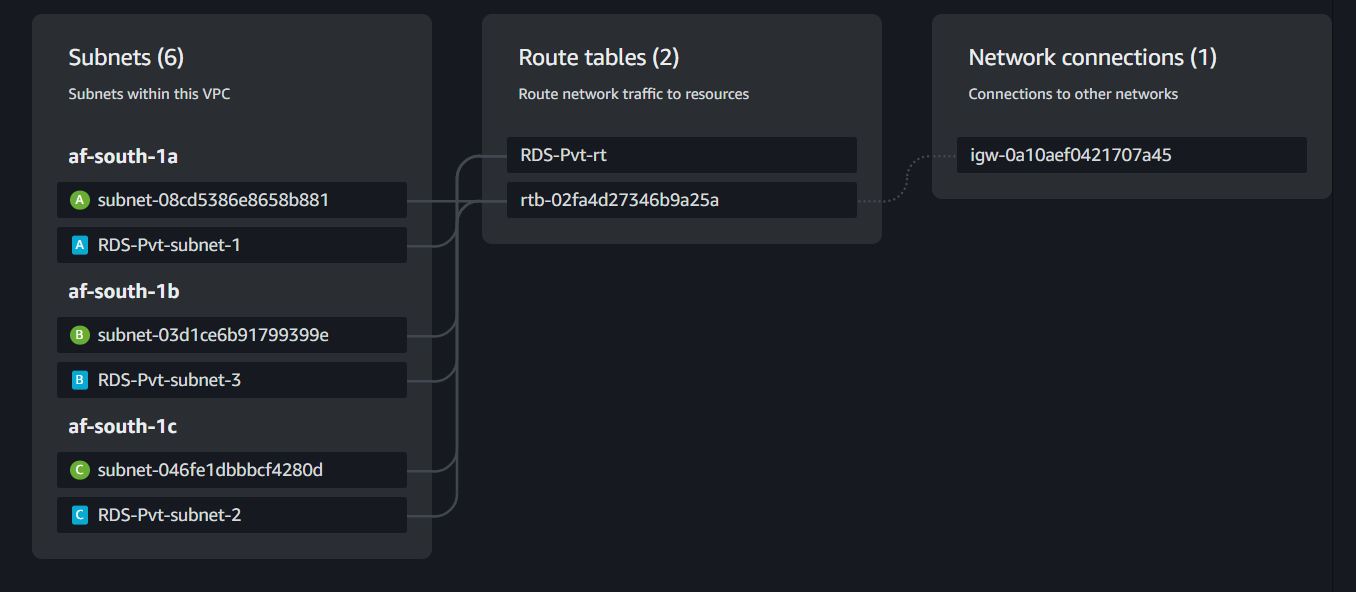 Subnets (6)
Subnets within this VPC
af-south-1a
A subnet-08cd5386e8658b881
A RDS-Pvt-subnet-1
af-south-1b
B subnet-03d1ce6b91799399e
B RDS-Pvt-subnet-3
af-south-1c
C subnet-046fe1dbbbcf4280d
C RDS-Pvt-subnet-2
Route tables (2)
Route network traffic to resources
RDS-Pvt-rt
rtb-02fa4d27346b9a25a
Network connections (1)
Connections to other networks
igw-0a10aef0421707a45